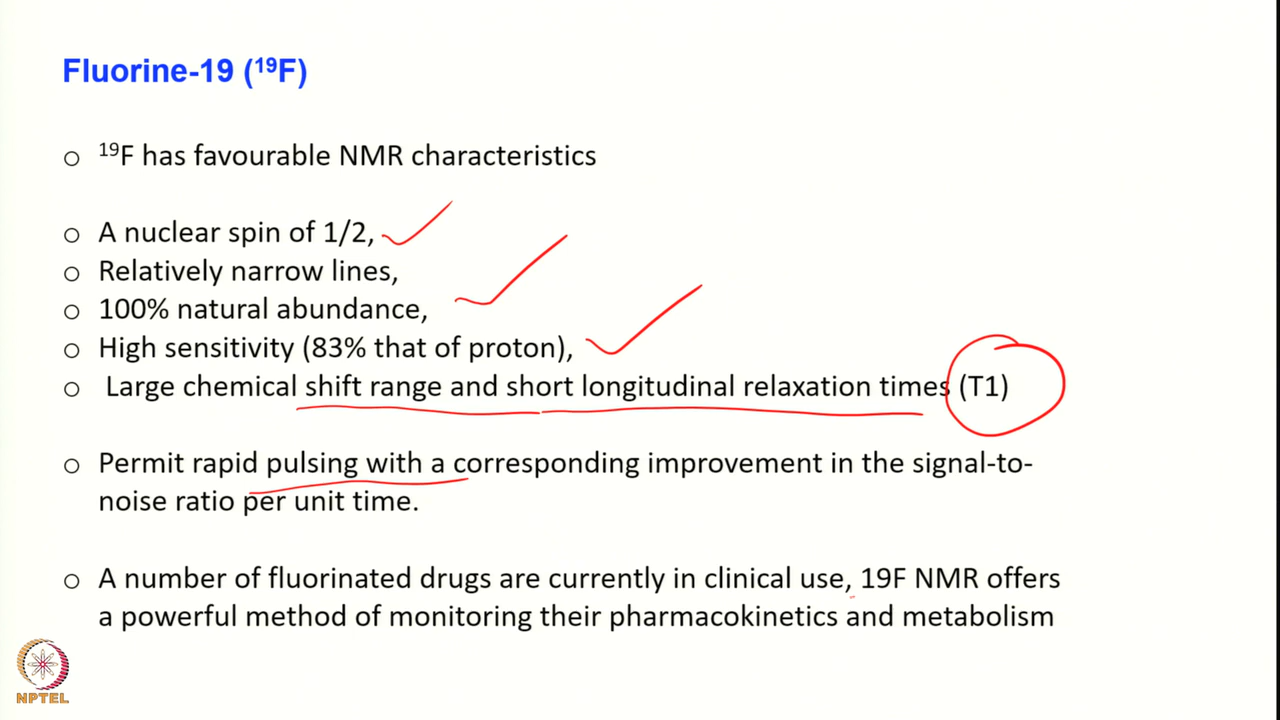 Fluorine-19 (¹⁹F)
○ ¹⁹F has favourable NMR characteristics
○ A nuclear spin of 1/2,
○ Relatively narrow lines,
○ 100% natural abundance,
○ High sensitivity (83% that of proton),
○ Large chemical shift range and short longitudinal relaxation times (T1)
○ Permit rapid pulsing with a corresponding improvement in the signal-to-
noise ratio per unit time.
○ A number of fluorinated drugs are currently in clinical use, 19F NMR offers
a powerful method of monitoring their pharmacokinetics and metabolism
NPTEL